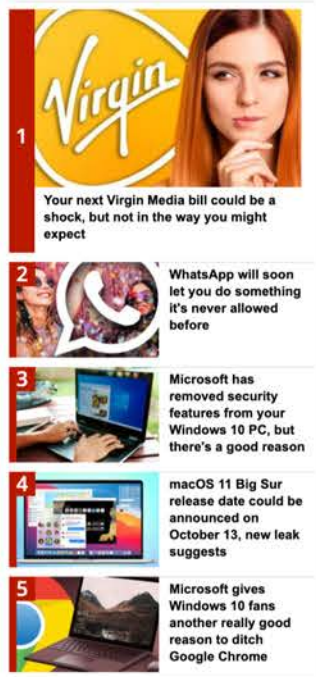 Virgin
1
Your next Virgin Media bill could be a
shock, but not in the way you might
expect
2
WhatsApp will soon
let you do something
it's never allowed
before
3
Microsoft has
removed security
features from your
Windows 10 PC, but
there's a good reason
4
macOS 11 Big Sur
release date could be
announced on
October 13, new leak
suggests
5
Microsoft gives
Windows 10 fans
another really good
reason to ditch
Google Chrome